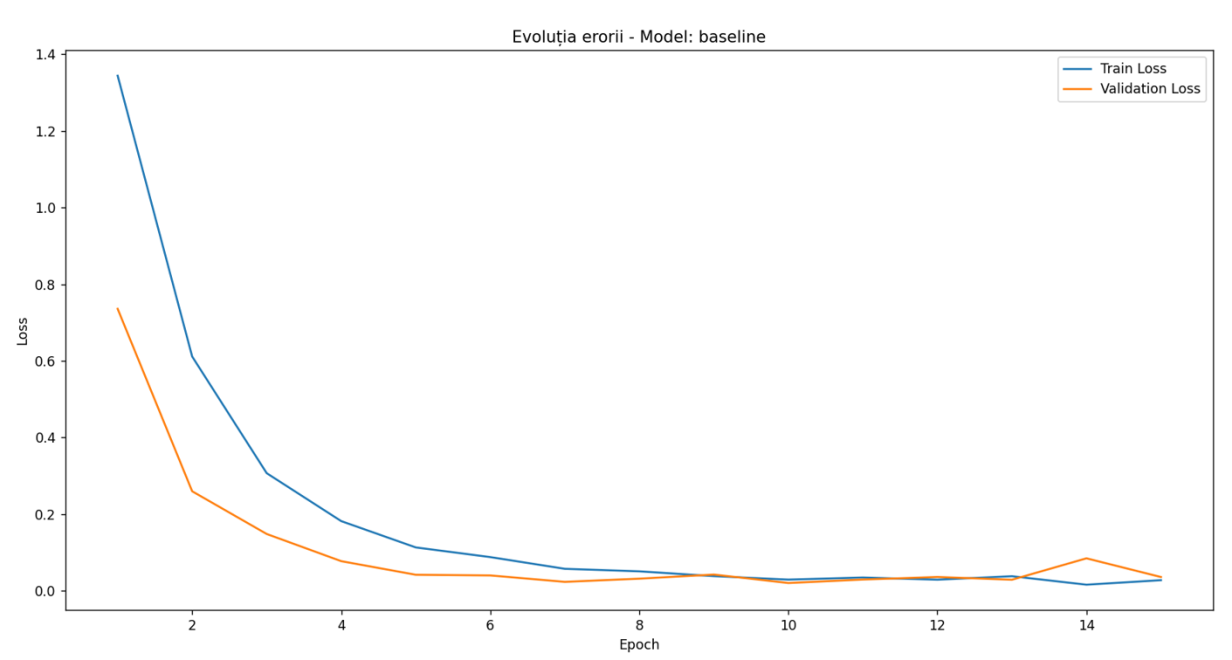 Evoluția erorii - Model: baseline
Train Loss
Validation Loss
Loss
1.4
1.2
1.0
0.8
0.6
0.4
0.2
0.0
2 4 6 8 10 12 14
Epoch